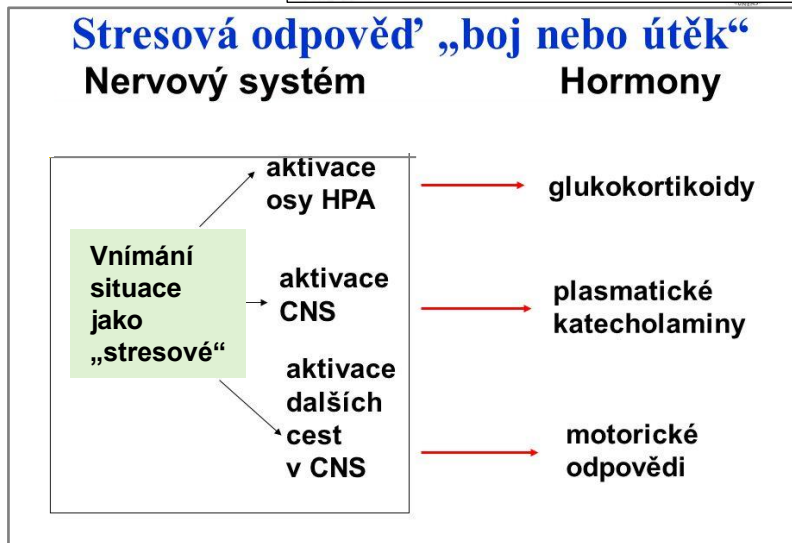 Stresová odpověď „boj nebo útěk“
Nervový systém
Hormony
aktivace
osy HPA
glukokortikoidy
Vnímání
situace
jako
„stresové“
aktivace
CNS
plasmatické
katecholaminy
aktivace
dalších
cest
v CNS
motorické
odpovědi